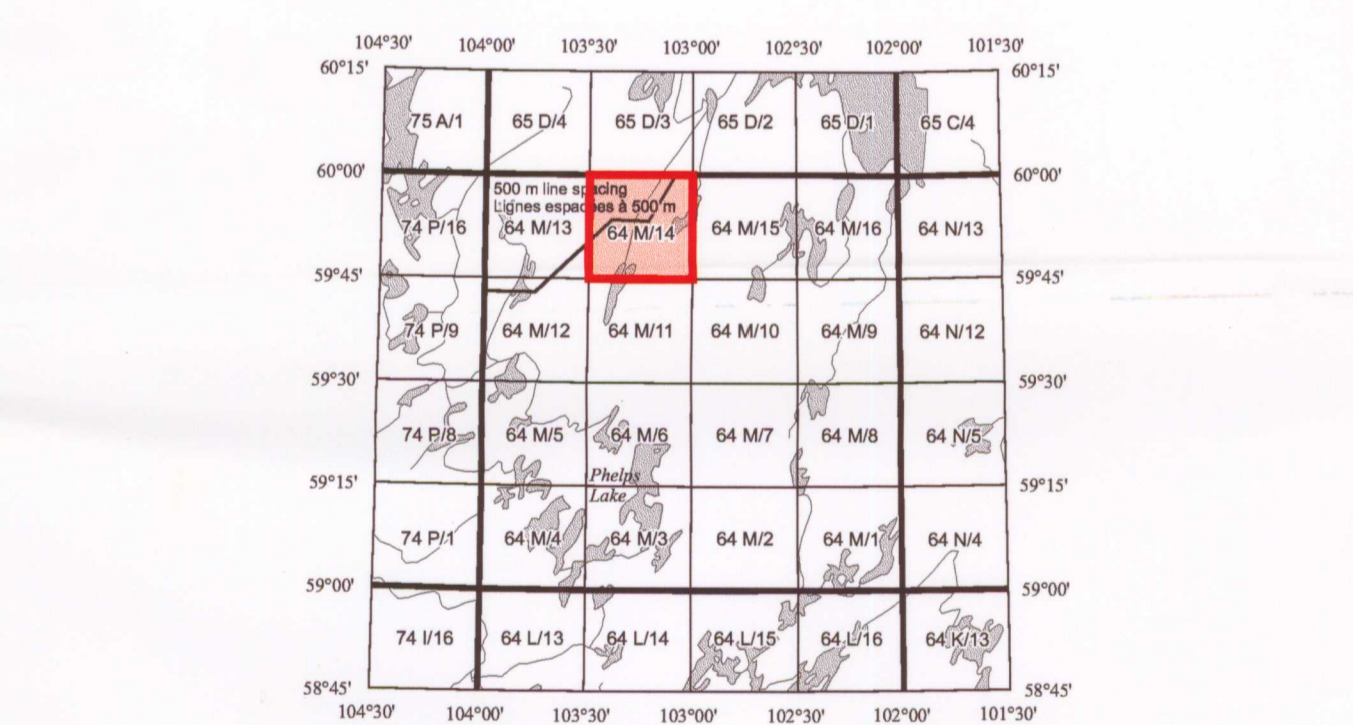 104°30' 104°00' 103°30' 103°00' 102°30' 102°00' 101°30'
60°15' 60°15'
75 A/1 65 D/4 65 D/3 65 D/2 65 D/1 65 C/4
60°00' 60°00'
500 m line spacing
Lignes espacées à 500 m
74 P/16 64 M/13 64 M/14 64 M/15 64 M/16 64 N/13
59°45' 59°45'
74 P/9 64 M/12 64 M/11 64 M/10 64 M/9 64 N/12
59°30' 59°30'
74 P/8 64 M/5 64 M/6 64 M/7 64 M/8 64 N/5
Phelps
59°15' 59°15'
Lake
74 P/1 64 M/4 64 M/3 64 M/2 64 M/1 64 N/4
59°00' 59°00'
74 I/16 64 L/13 64 L/14 64 L/15 64 L/16 64 K/13
58°45' 58°45'
104°30' 104°00' 103°30' 103°00' 102°30' 102°00' 101°30'